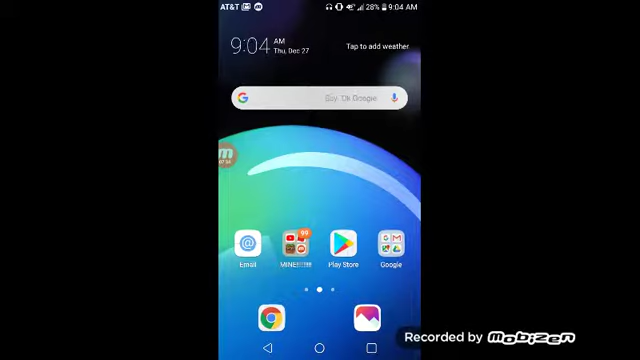 AT&T 28% 9:04 AM
9:04 AM
Thu, Dec 27
Tap to add weather
Say "Ok Google"
Email
MINE!!!!!!!!
99
Play Store
Google
Recorded by MOBIZEN